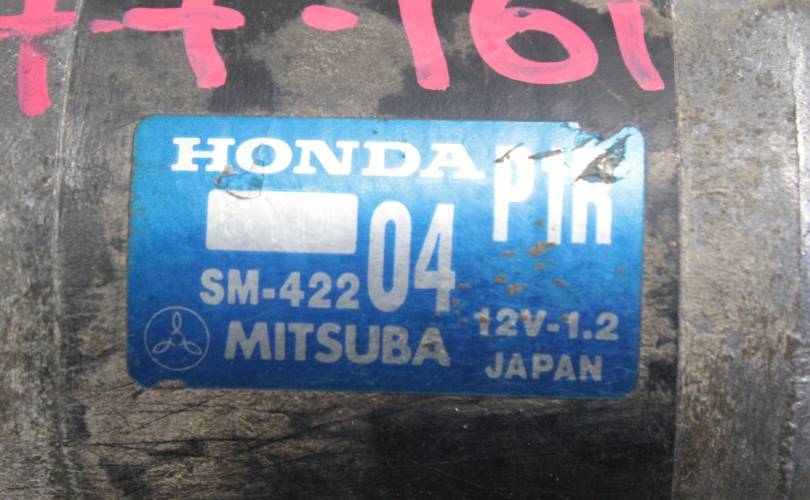 HONDA P1R
04
SM-422
MITSUBA 12V-1.2
JAPAN